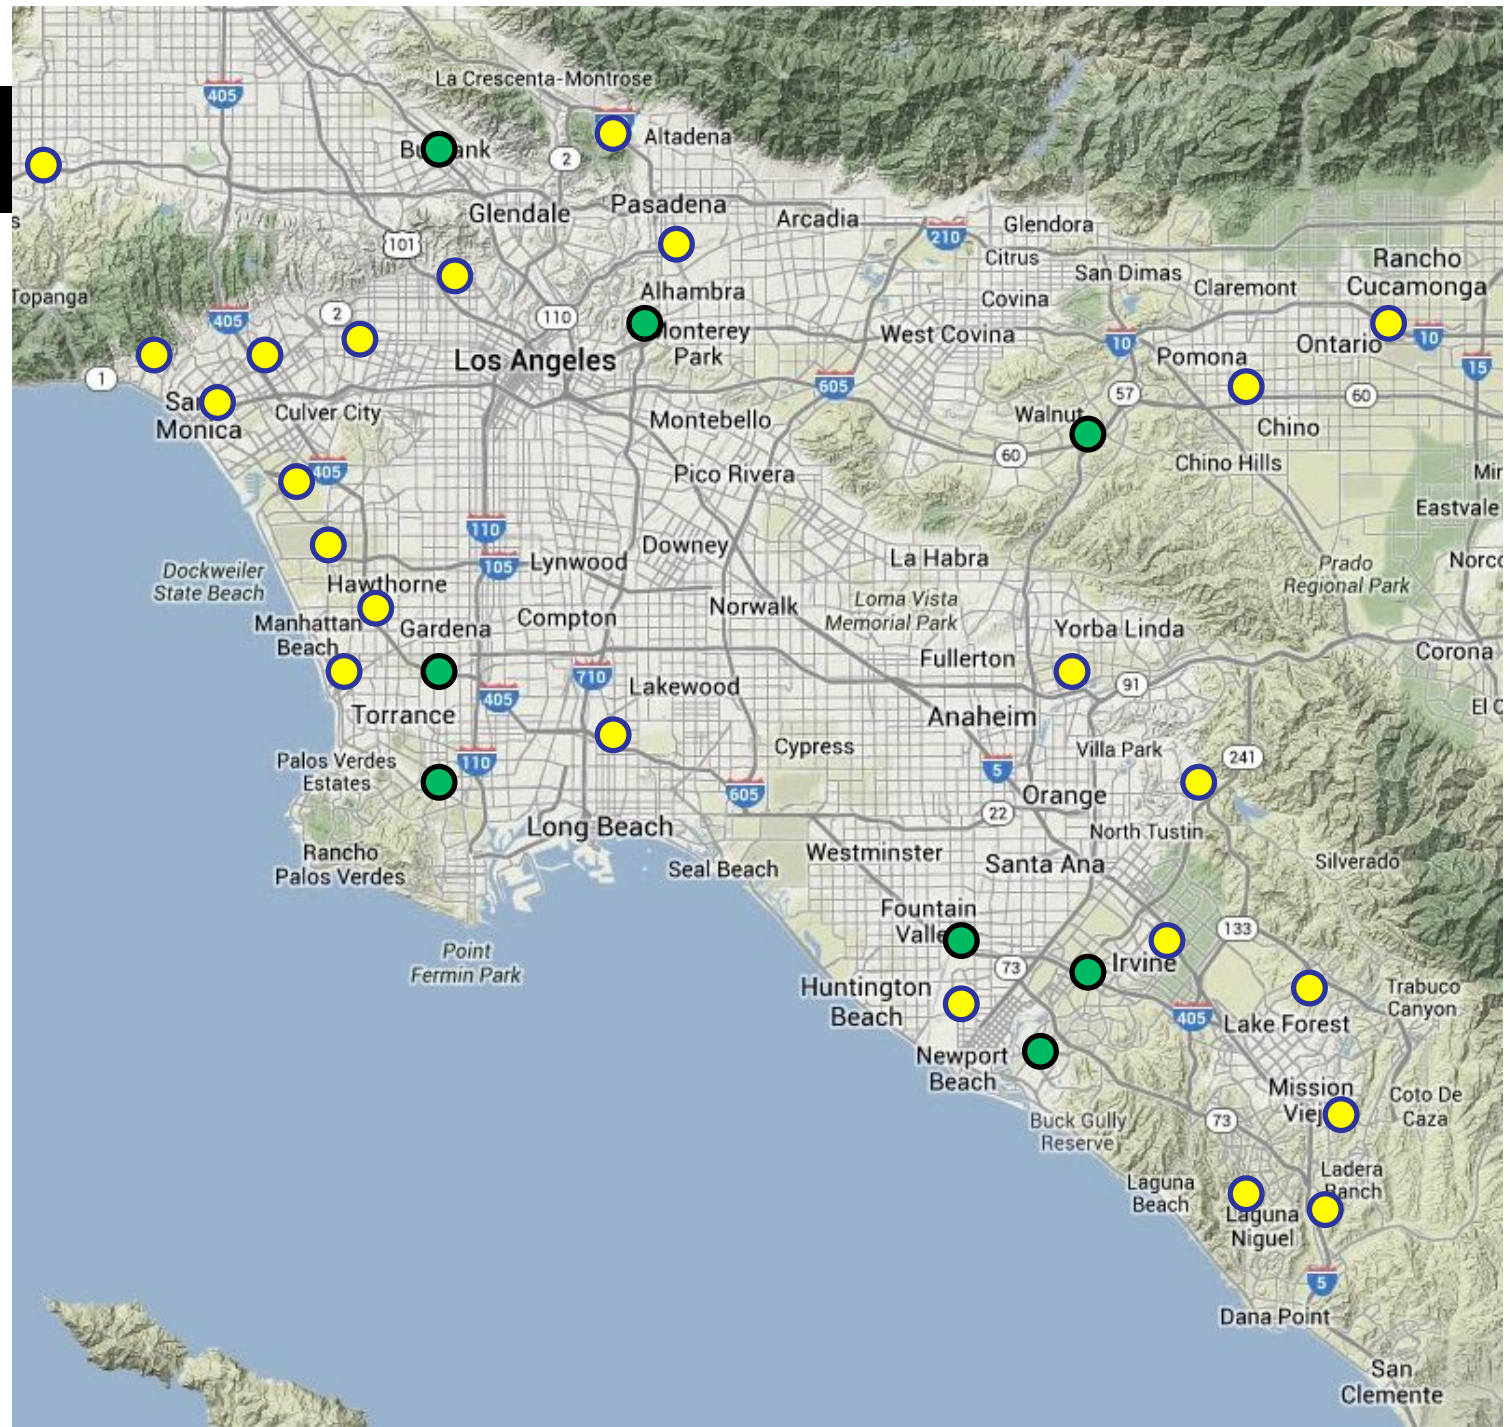 La Crescenta-Montrose
405
Altadena
2
s
Glendale
Pasadena
Arcadia
210
Glendora
101
Citrus
San Dimas
Rancho
Cucamonga
Claremont
Topanga
Alhambra
Covina
405
2
110
Monterey
Park
West Covina
10
Pomona
Ontario
10
Los Angeles
15
1
605
57
60
Monica
Culver City
Montebello
Walnut
Chino
60
405
Pico Rivera
Chino Hills
Mir
Eastvale
110
Downey
La Habra
Dockweiler
State Beach
105
Lynwood
Prado
Regional Park
Norco
Hawthorne
Compton
Norwalk
Loma Vista
Memorial Park
Manhattan
Beach
Gardena
Yorba Linda
Fullerton
Corona
710
Lakewood
405
91
El C
Torrance
Anaheim
Palos Verdes
Estates
110
Cypress
Villa Park
241
5
605
Orange
22
Long Beach
North Tustin
Rancho
Palos Verdes
Seal Beach
Westminster
Santa Ana
Silverado
Fountain
133
Point
Fermin Park
73
Irvine
Huntington
Beach
Trabuco
Canyon
405
Lake Forest
Newport
Beach
Mission
Coto De
Caza
Buck Gully
Reserve
73
Laguna
Beach
Ladera
Ranch
Laguna
Niguel
5
Dana Point
San
Clemente